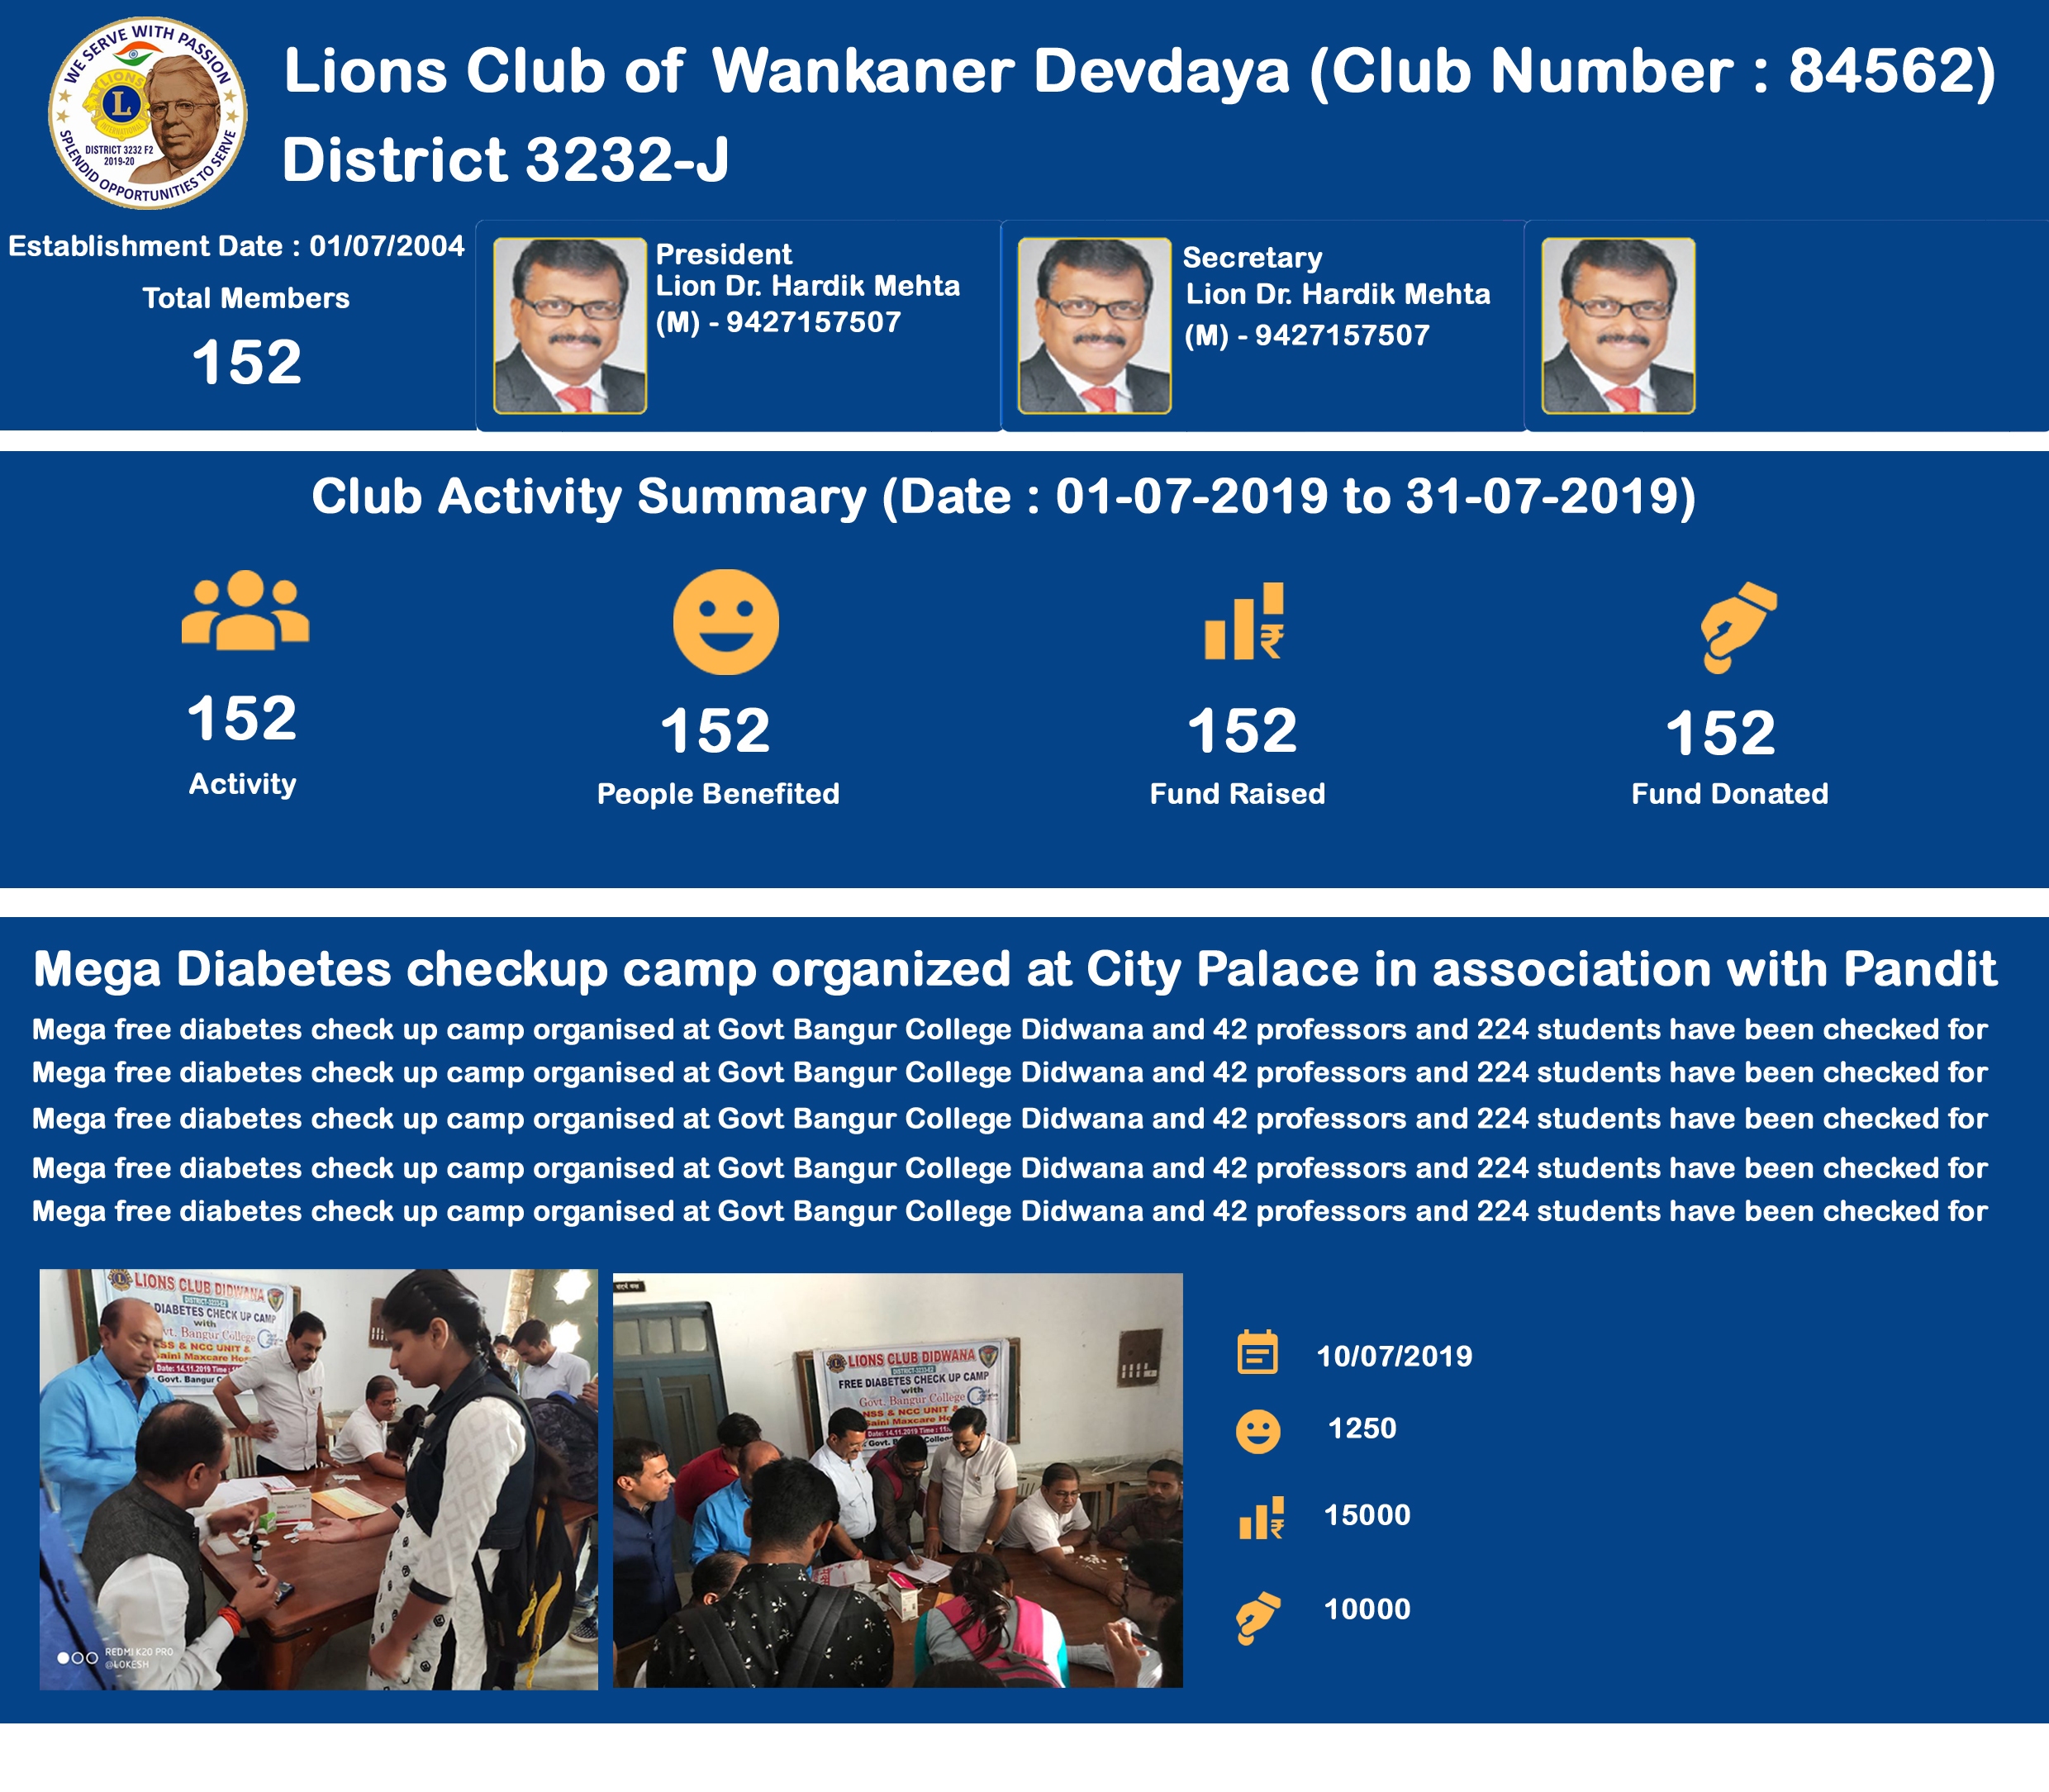 WE SERVE WITH PASSION
LIONS
L
INTERNATIONAL
DISTRICT 3232 F2
2019-20
SPLENDID OPPORTUNITIES TO SERVE
Lions Club of Wankaner Devdaya (Club Number : 84562)
District 3232-J
Establishment Date : 01/07/2004
Total Members
152
President
Lion Dr. Hardik Mehta
(M) - 9427157507
Secretary
Lion Dr. Hardik Mehta
(M) - 9427157507
Club Activity Summary (Date : 01-07-2019 to 31-07-2019)
152
Activity
152
People Benefited
₹
152
Fund Raised
152
Fund Donated
Mega Diabetes checkup camp organized at City Palace in association with Pandit
Mega free diabetes check up camp organised at Govt Bangur College Didwana and 42 professors and 224 students have been checked for
Mega free diabetes check up camp organised at Govt Bangur College Didwana and 42 professors and 224 students have been checked for
Mega free diabetes check up camp organised at Govt Bangur College Didwana and 42 professors and 224 students have been checked for
Mega free diabetes check up camp organised at Govt Bangur College Didwana and 42 professors and 224 students have been checked for
Mega free diabetes check up camp organised at Govt Bangur College Didwana and 42 professors and 224 students have been checked for
LIONS CLUB DIDWANA
DIABETES CHECK UP CAMP
with
vt. Bangur College
SS & NCC UNIT &
aini Maxcare Hos
Date: 14.11.2019 Time :
Govt. Bangur C
REDMI K20 PRO
@LOKESH
LIONS CLUB DIDWANA
FREE DIABETES CHECK UP CAMP
with
Govt. Bangur College
NSS & NCC UNIT &
Saini Maxcare Ho
Date: 14.11.2019 Time : 11
Govt. B College
10/07/2019
1250
₹
15000
10000